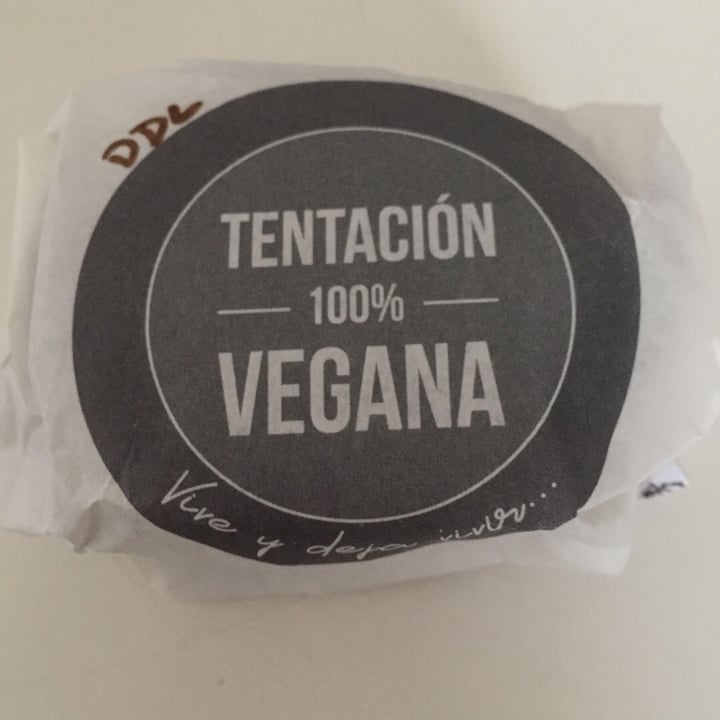 DDL
TENTACIÓN
100%
VEGANA
Vive y deja vivir...